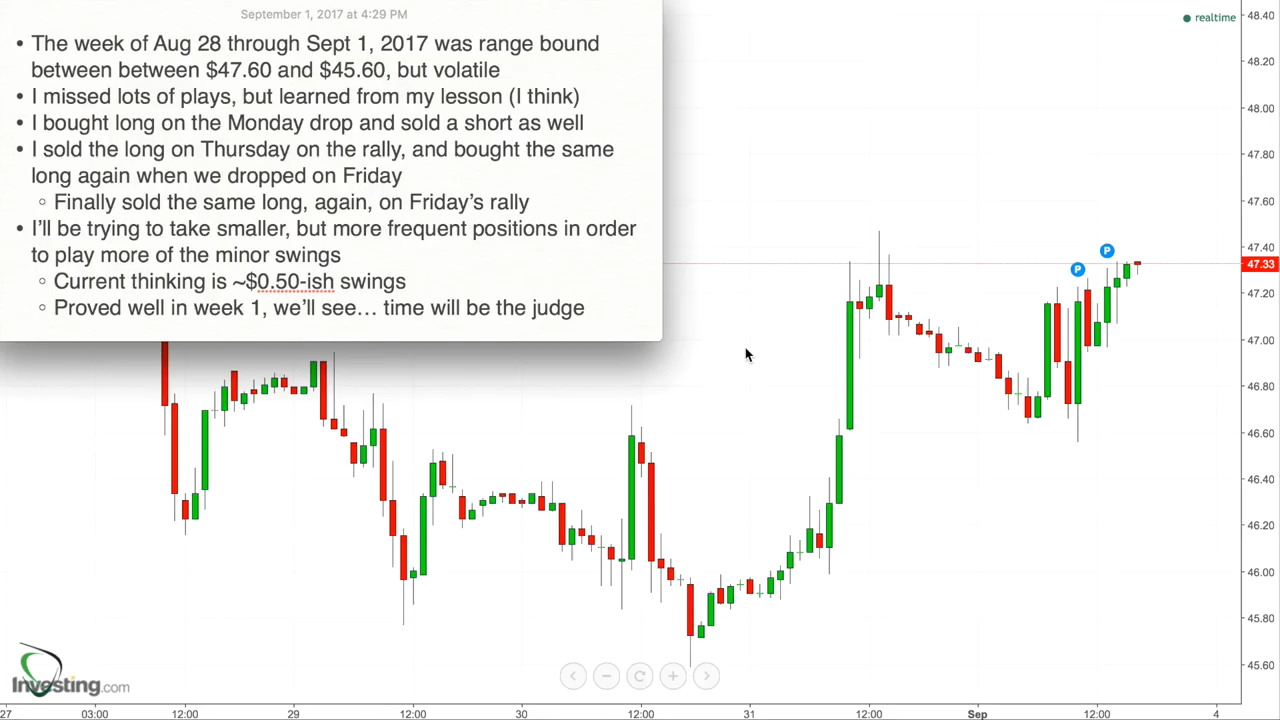 September 1, 2017 at 4:29 PM
• The week of Aug 28 through Sept 1, 2017 was range bound
between between $47.60 and $45.60, but volatile
• I missed lots of plays, but learned from my lesson (I think)
• I bought long on the Monday drop and sold a short as well
• I sold the long on Thursday on the rally, and bought the same
long again when we dropped on Friday
◦ Finally sold the same long, again, on Friday’s rally
• I’ll be trying to take smaller, but more frequent positions in order
to play more of the minor swings
◦ Current thinking is ~$0.50-ish swings
◦ Proved well in week 1, we’ll see… time will be the judge
realtime
48.40
48.20
48.00
47.80
47.60
47.40
47.33
47.20
47.00
46.80
46.60
46.40
46.20
46.00
45.80
45.60
P
P
Investing.com
27 03:00 12:00 29 12:00 30 12:00 31 12:00 Sep 12:00 4